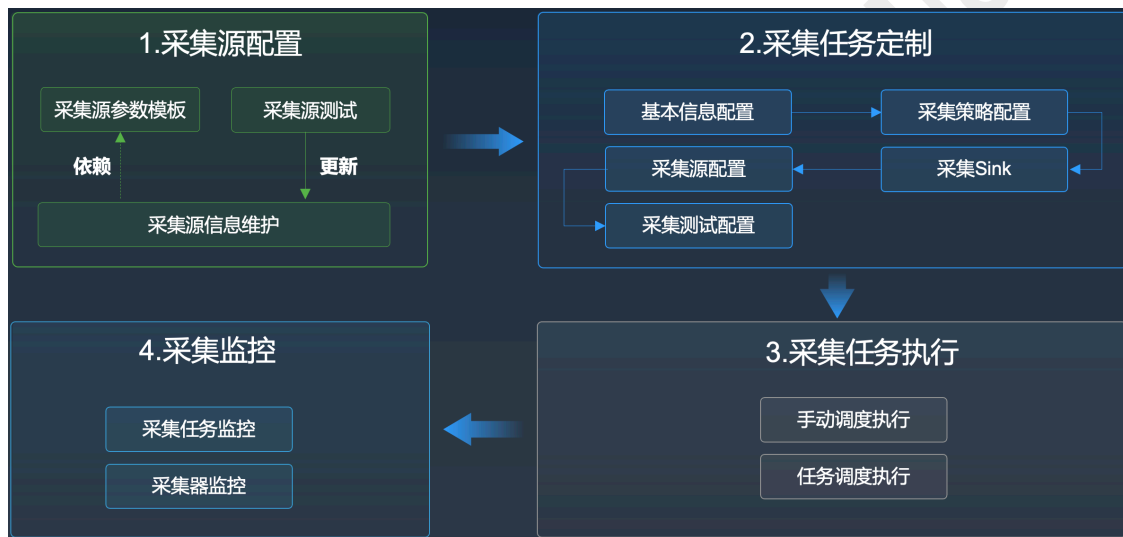 1.采集源配置
采集源参数模板
采集源测试
依赖
更新
采集源信息维护
2.采集任务定制
基本信息配置
采集策略配置
采集源配置
采集Sink
采集测试配置
4.采集监控
采集任务监控
采集器监控
3.采集任务执行
手动调度执行
任务调度执行